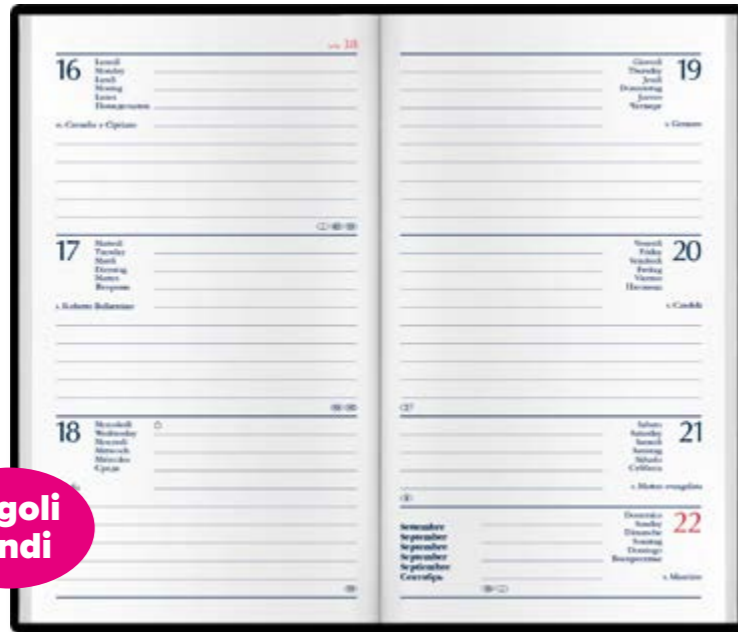 38
16
Lunedì
Monday
Lundi
Montag
Lunes
Понедельник
ss. Cornelio e Cipriano
17
Martedì
Tuesday
Mardi
Dienstag
Martes
Вторник
s. Roberto Bellarmino
18
Mercoledì
Wednesday
Mercredi
Mittwoch
Miércoles
Среда
goli
ndi
Giovedì
Thursday
Jeudi
Donnerstag
Jueves
Четверг
19
s. Gennaro
Venerdì
Friday
Vendredi
Freitag
Viernes
Пятница
20
Sabato
Saturday
Samedi
Samstag
Sábado
Суббота
21
s. Matteo evangelista
Settembre
September
Septembre
September
Septiembre
Сентябрь
Domenica
Sunday
Dimanche
Sonntag
Domingo
Воскресенье
22
s. Maurizio